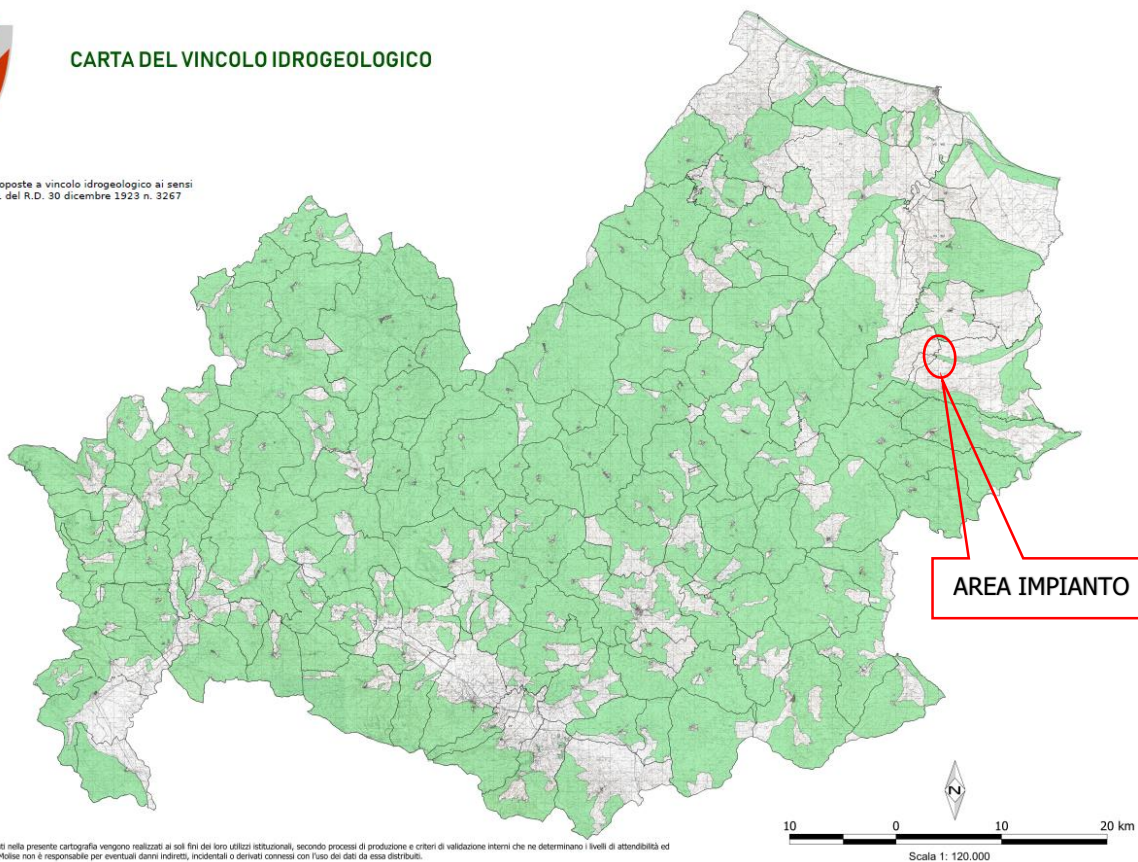 CARTA DEL VINCOLO IDROGEOLOGICO
oposte a vincolo idrogeologico ai sensi
. del R.D. 30 dicembre 1923 n. 3267
AREA IMPIANTO
N
10 0 10 20 km
Scala 1: 120.000
ti nella presente cartografia vengono realizzati ai soli fini dei loro utilizzi istituzionali, secondo processi di produzione e criteri di validazione interni che ne determinano i livelli di attendibilità ed
Molise non è responsabile per eventuali danni indiretti, incidentali o derivati connessi con l'uso dei dati da essa distribuiti.